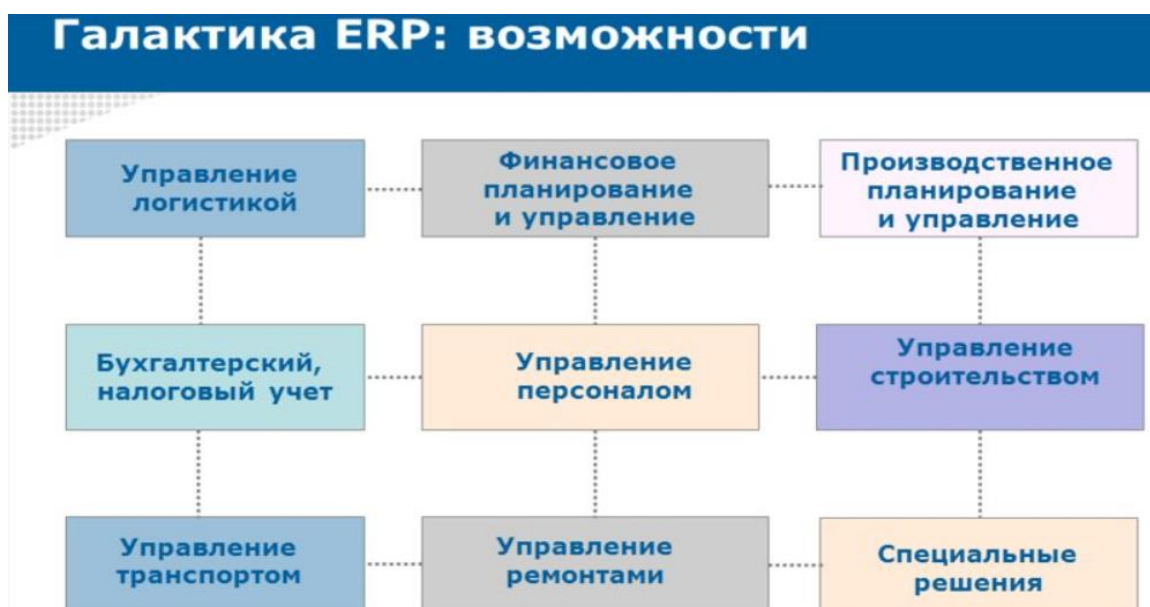 Галактика ERP: возможности
Управление
логистикой
Финансовое
планирование
и управление
Производственное
планирование
и управление
Бухгалтерский,
налоговый учет
Управление
персоналом
Управление
строительством
Управление
транспортом
Управление
ремонтами
Специальные
решения